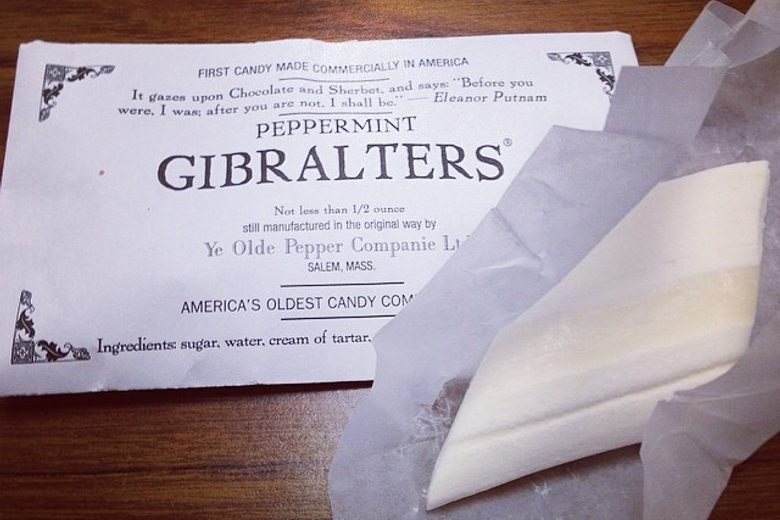 FIRST CANDY MADE COMMERCIALLY IN AMERICA
It gazes upon Chocolate and Sherbet, and says: "Before you
were, I was; after you are not, I shall be." — Eleanor Putnam
PEPPERMINT
GIBRALTERS®
Not less than 1/2 ounce
still manufactured in the original way by
Ye Olde Pepper Companie
SALEM, MASS.
AMERICA'S OLDEST CANDY
Ingredients: sugar, water, cream of tartar,